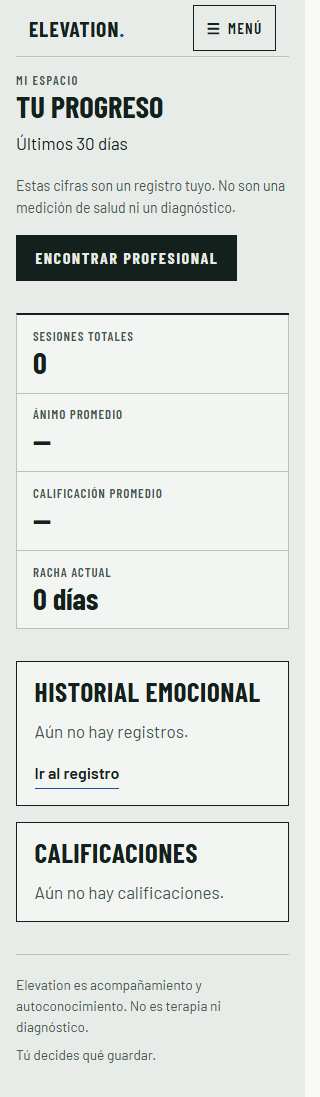 ELEVATION.
☰ MENÚ
MI ESPACIO
TU PROGRESO
Últimos 30 días
Estas cifras son un registro tuyo. No son una
medición de salud ni un diagnóstico.
ENCONTRAR PROFESIONAL
SESIONES TOTALES
0
ÁNIMO PROMEDIO
—
CALIFICACIÓN PROMEDIO
—
RACHA ACTUAL
0 días
HISTORIAL EMOCIONAL
Aún no hay registros.
Ir al registro
CALIFICACIONES
Aún no hay calificaciones.
Elevation es acompañamiento y
autoconocimiento. No es terapia ni
diagnóstico.
Tú decides qué guardar.